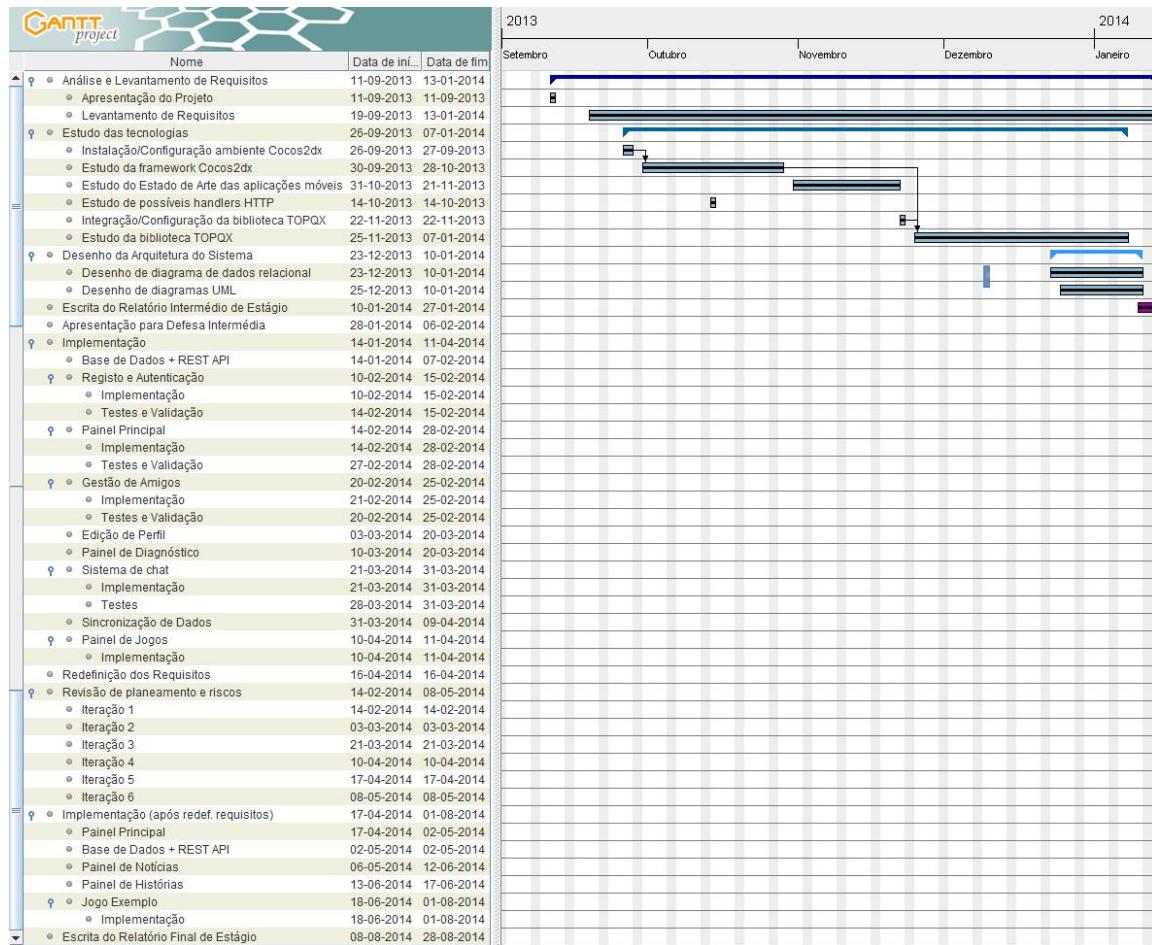 GANTT
project
2013 2014
Setembro Outubro Novembro Dezembro Janeiro
Nome Data de iní... Data de fim
Análise e Levantamento de Requisitos 11-09-2013 13-01-2014
Apresentação do Projeto 11-09-2013 11-09-2013
Levantamento de Requisitos 19-09-2013 13-01-2014
Estudo das tecnologias 26-09-2013 07-01-2014
Instalação/Configuração ambiente Cocos2dx 26-09-2013 27-09-2013
Estudo da framework Cocos2dx 30-09-2013 28-10-2013
Estudo do Estado de Arte das aplicações móveis 31-10-2013 21-11-2013
Estudo de possíveis handlers HTTP 14-10-2013 14-10-2013
Integração/Configuração da biblioteca TOPQX 22-11-2013 22-11-2013
Estudo da biblioteca TOPQX 25-11-2013 07-01-2014
Desenho da Arquitetura do Sistema 23-12-2013 10-01-2014
Desenho de diagrama de dados relacional 23-12-2013 10-01-2014
Desenho de diagramas UML 25-12-2013 10-01-2014
Escrita do Relatório Intermédio de Estágio 10-01-2014 27-01-2014
Apresentação para Defesa Intermédia 28-01-2014 06-02-2014
Implementação 14-01-2014 11-04-2014
Base de Dados + REST API 14-01-2014 07-02-2014
Registo e Autenticação 10-02-2014 15-02-2014
Implementação 10-02-2014 15-02-2014
Testes e Validação 14-02-2014 15-02-2014
Painel Principal 14-02-2014 28-02-2014
Implementação 14-02-2014 28-02-2014
Testes e Validação 27-02-2014 28-02-2014
Gestão de Amigos 20-02-2014 25-02-2014
Implementação 21-02-2014 25-02-2014
Testes e Validação 20-02-2014 25-02-2014
Edição de Perfil 03-03-2014 20-03-2014
Painel de Diagnóstico 10-03-2014 20-03-2014
Sistema de chat 21-03-2014 31-03-2014
Implementação 21-03-2014 31-03-2014
Testes 28-03-2014 31-03-2014
Sincronização de Dados 31-03-2014 09-04-2014
Painel de Jogos 10-04-2014 11-04-2014
Implementação 10-04-2014 11-04-2014
Redefinição dos Requisitos 16-04-2014 16-04-2014
Revisão de planeamento e riscos 14-02-2014 08-05-2014
Iteração 1 14-02-2014 14-02-2014
Iteração 2 03-03-2014 03-03-2014
Iteração 3 21-03-2014 21-03-2014
Iteração 4 10-04-2014 10-04-2014
Iteração 5 17-04-2014 17-04-2014
Iteração 6 08-05-2014 08-05-2014
Implementação (após redef. requisitos) 17-04-2014 01-08-2014
Painel Principal 17-04-2014 02-05-2014
Base de Dados + REST API 02-05-2014 02-05-2014
Painel de Notícias 06-05-2014 12-06-2014
Painel de Histórias 13-06-2014 17-06-2014
Jogo Exemplo 18-06-2014 01-08-2014
Implementação 18-06-2014 01-08-2014
Escrita do Relatório Final de Estágio 08-08-2014 28-08-2014